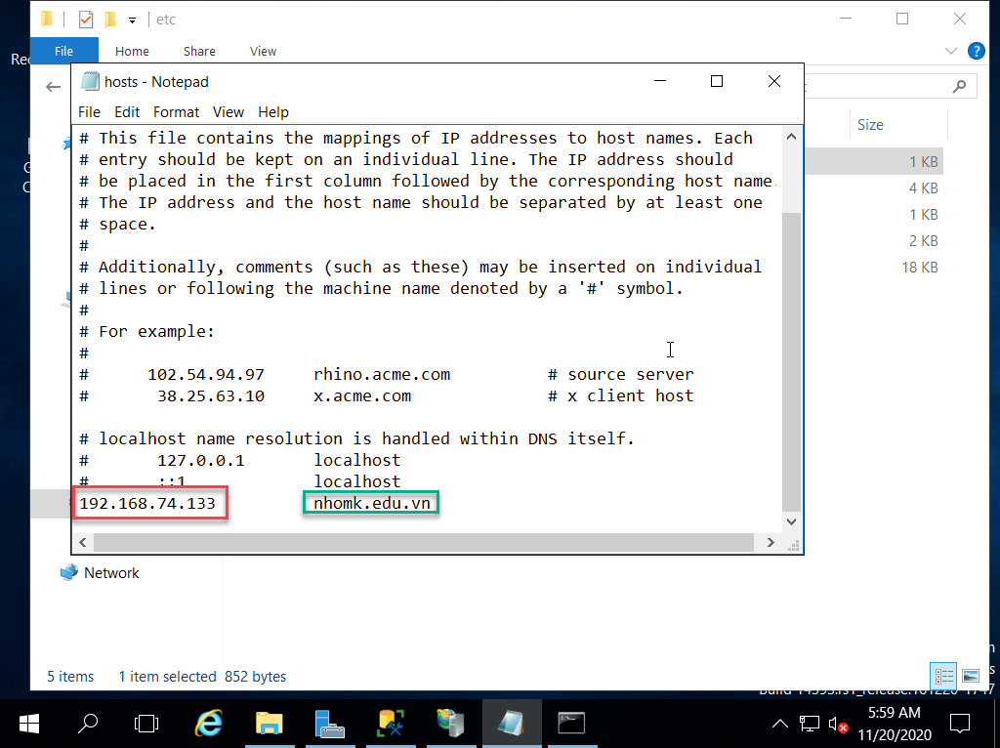 etc
File Home Share View
hosts - Notepad
File Edit Format View Help
Size
# This file contains the mappings of IP addresses to host names. Each
# entry should be kept on an individual line. The IP address should
# be placed in the first column followed by the corresponding host name.
# The IP address and the host name should be separated by at least one
# space.
#
# Additionally, comments (such as these) may be inserted on individual
# lines or following the machine name denoted by a '#' symbol.
#
# For example:
#
# 102.54.94.97 rhino.acme.com # source server
# 38.25.63.10 x.acme.com # x client host
# localhost name resolution is handled within DNS itself.
# 127.0.0.1 localhost
# ::1 localhost
192.168.74.133 nhomk.edu.vn
1 KB
4 KB
1 KB
2 KB
18 KB
Network
5 items 1 item selected 852 bytes
5:59 AM
11/20/2020